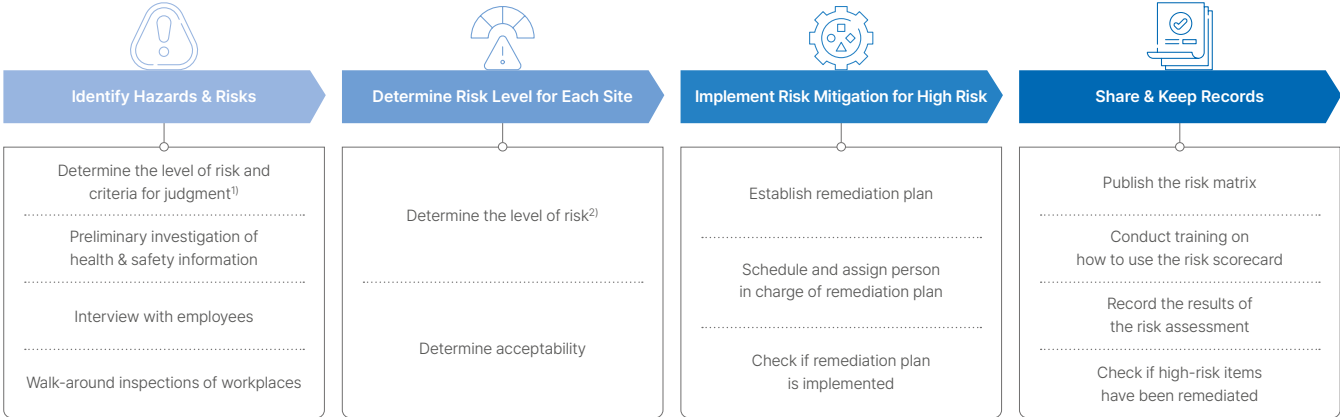 Identify Hazards & Risks
Determine the level of risk and
criteria for judgment1)
Preliminary investigation of
health & safety information
Interview with employees
Walk-around inspections of workplaces
Determine Risk Level for Each Site
Determine the level of risk2)
Determine acceptability
Implement Risk Mitigation for High Risk
Establish remediation plan
Schedule and assign person
in charge of remediation plan
Check if remediation plan
is implemented
Share & Keep Records
Publish the risk matrix
Conduct training on
how to use the risk scorecard
Record the results of
the risk assessment
Check if high-risk items
have been remediated